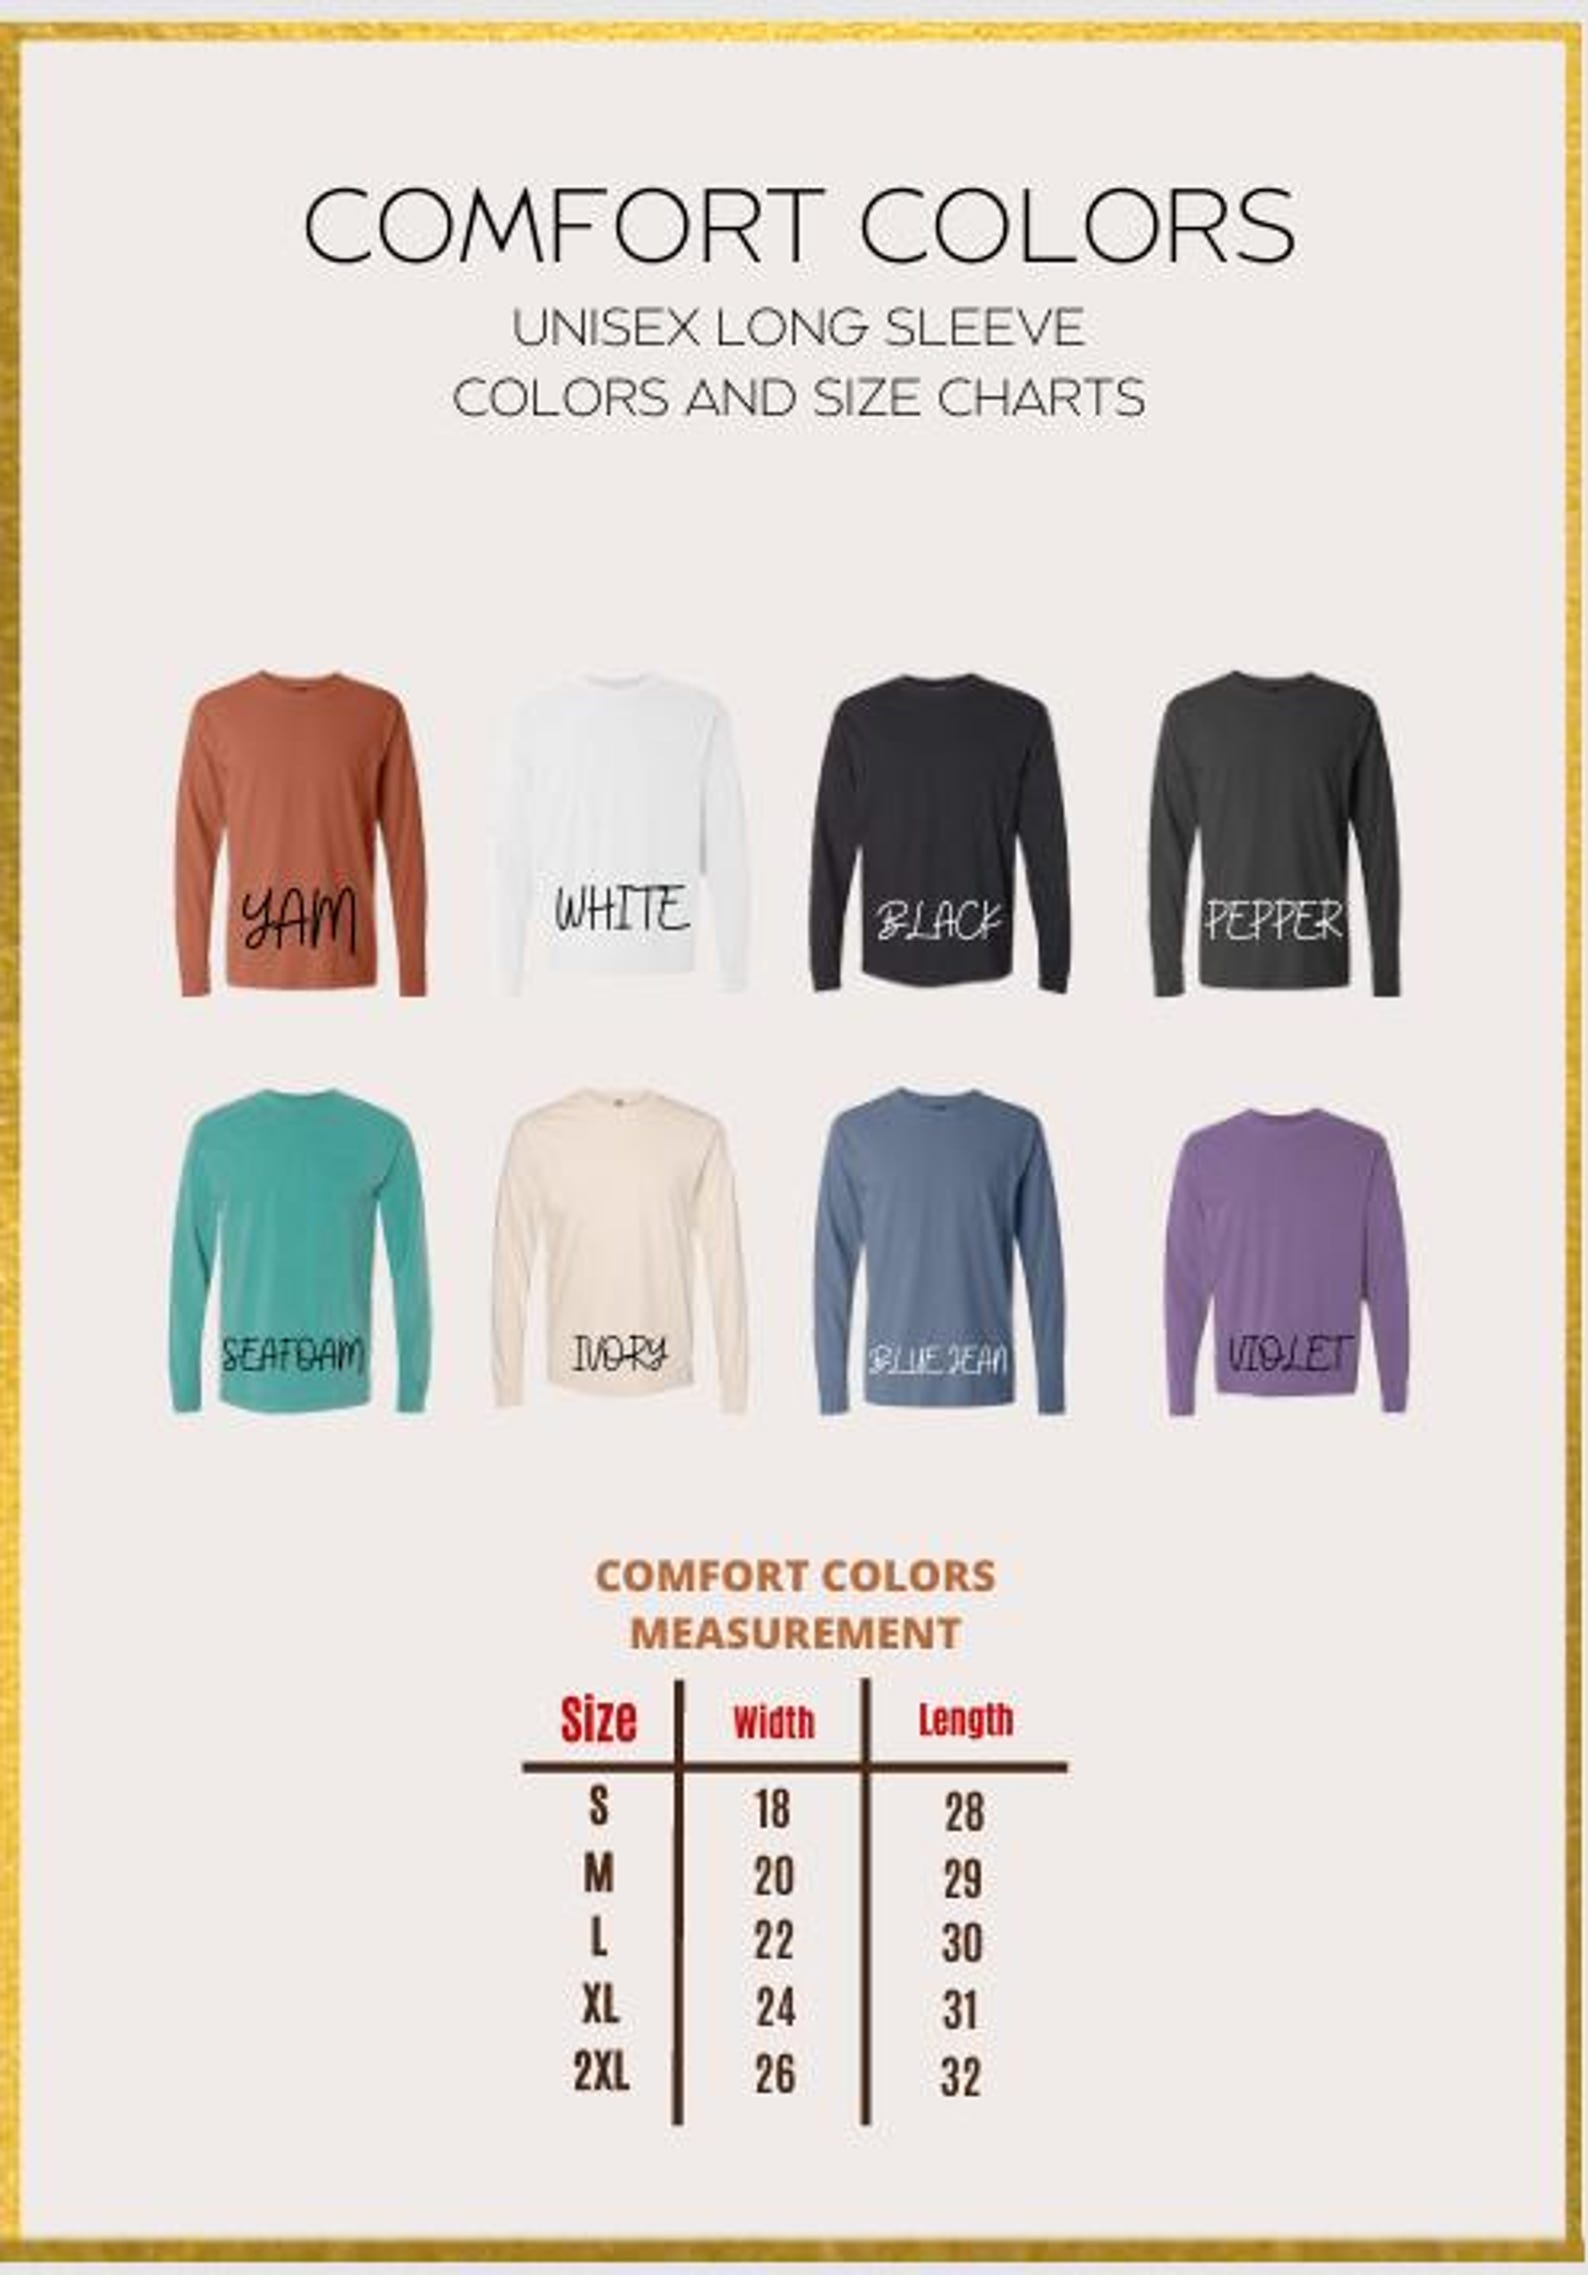 COMFORT COLORS
UNISEX LONG SLEEVE
COLORS AND SIZE CHARTS
YAM
WHITE
BLACK
PEPPER
SEAFOAM
IVORY
BLUE JEAN
VIOLET
COMFORT COLORS
MEASUREMENT
Size Width Length
S 18 28
M 20 29
L 22 30
XL 24 31
2XL 26 32